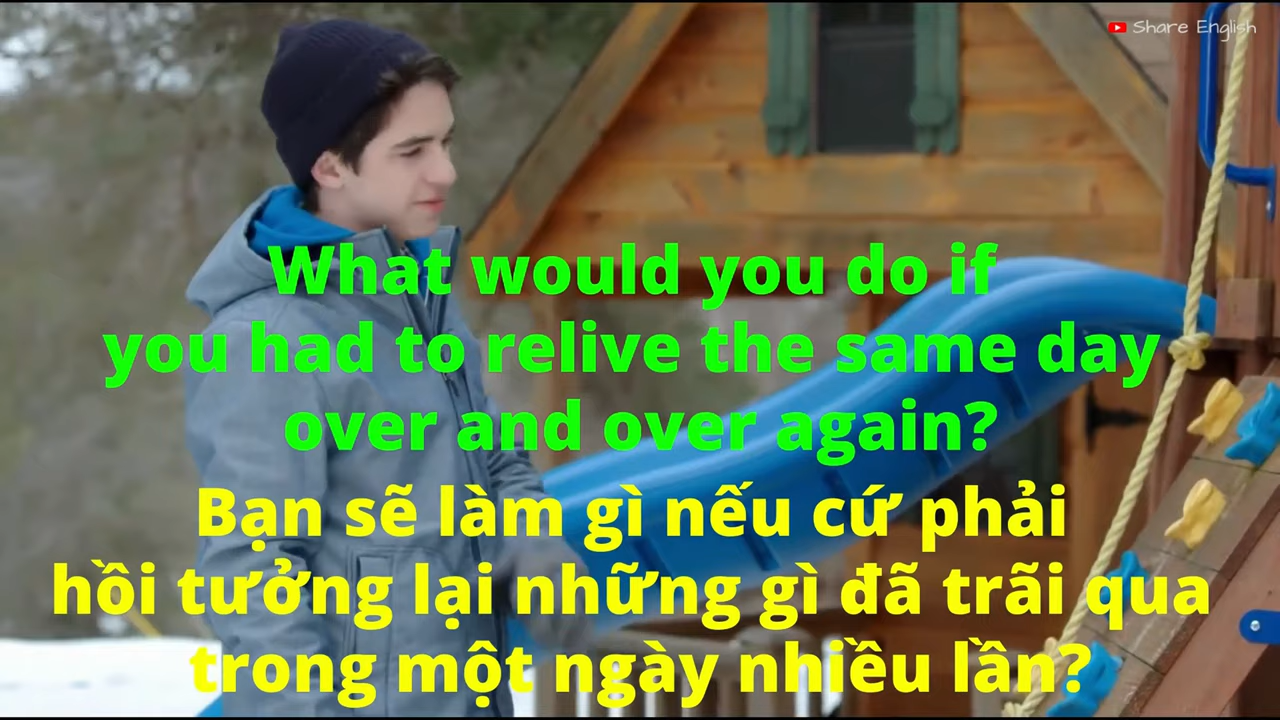 Share English
What would you do if
you had to relive the same day
over and over again?
Bạn sẽ làm gì nếu cứ phải
hồi tưởng lại những gì đã trãi qua
trong một ngày nhiều lần?